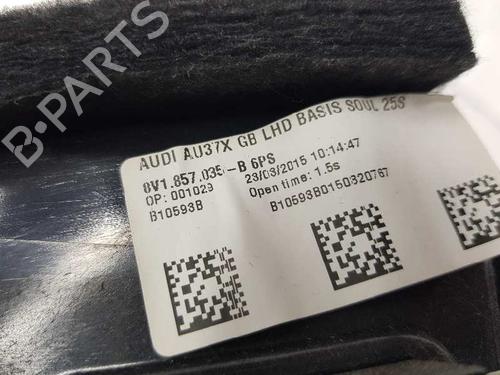 AUDI AU37X GB LHD BASIS SOUL 25S
8V1.857.035-B 6PS
23/03/2015 10:14:47
OP: 001029
Open time: 1.5s
B10593B
B10593B0150320767
B-PARTS